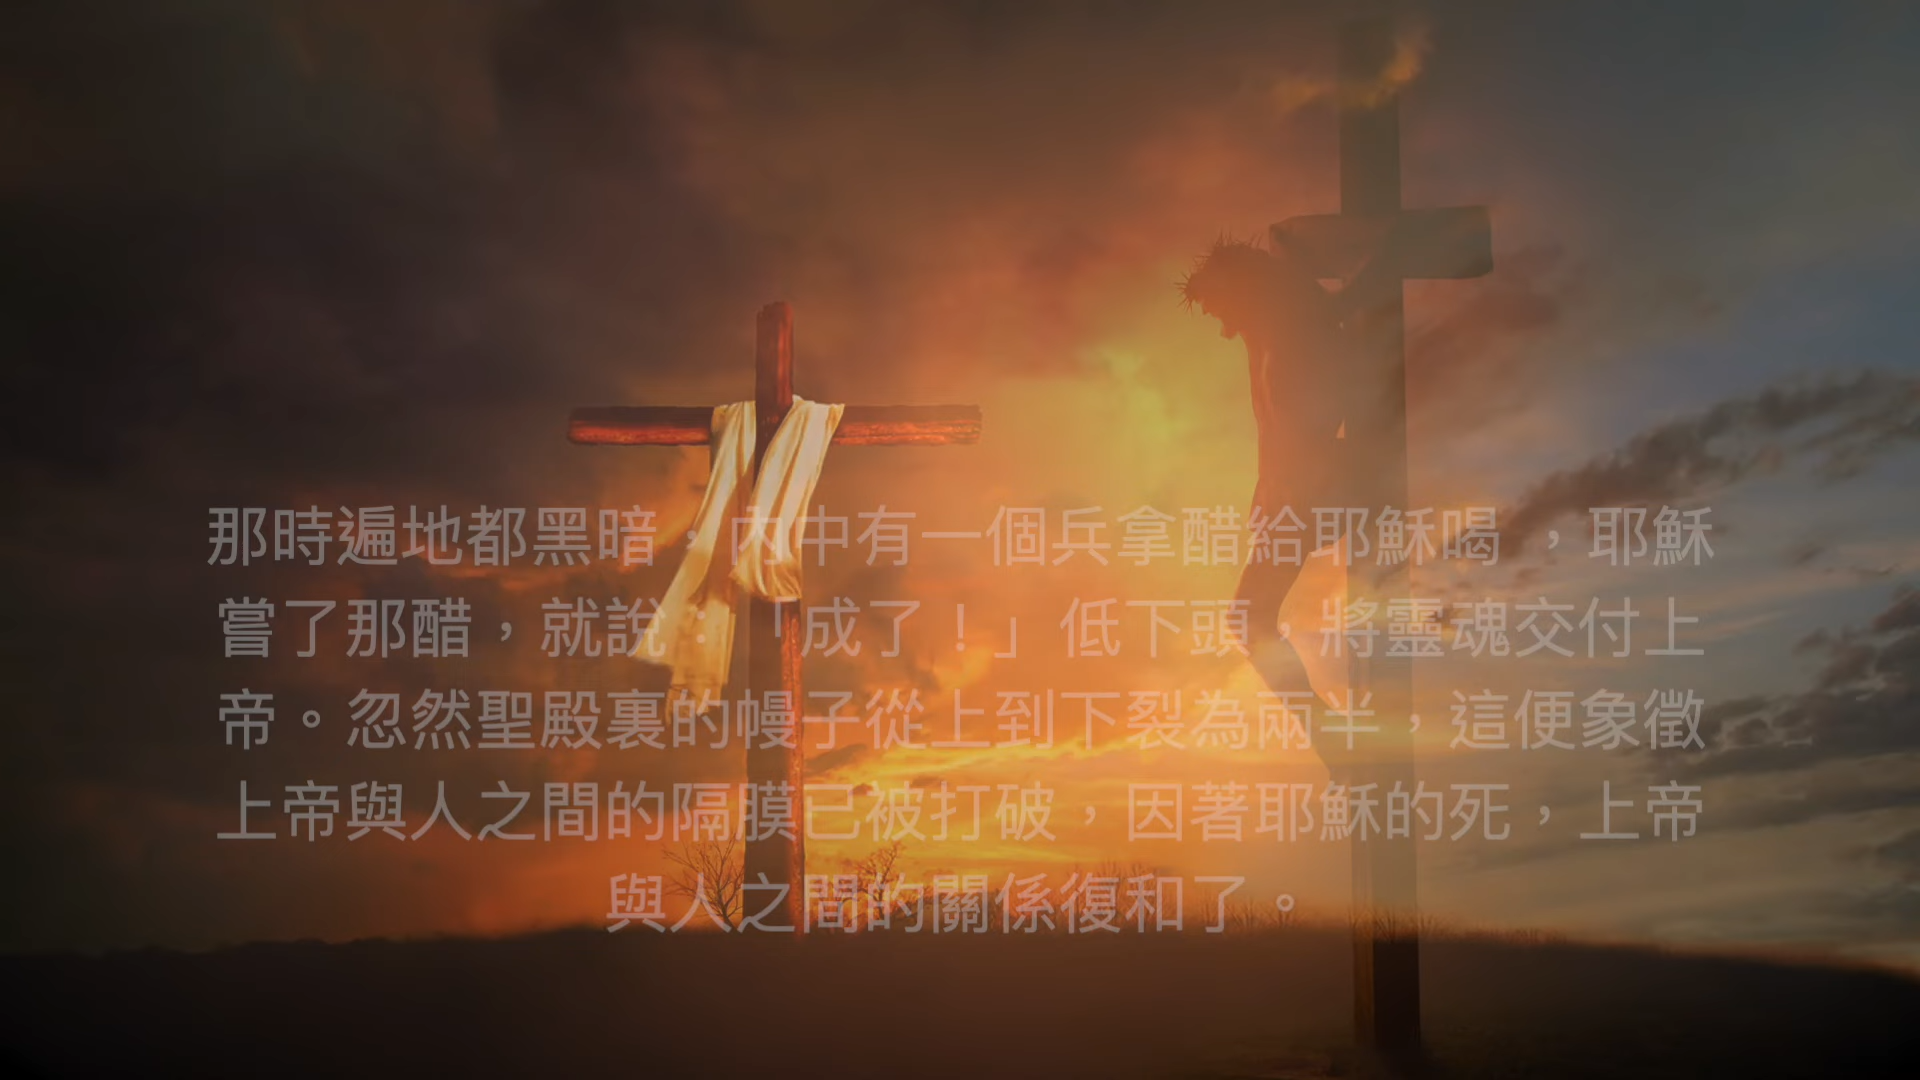 那時遍地都黑暗，內中有一個兵拿醋給耶穌喝 ，耶穌
嘗了那醋，就說：「成了！」低下頭，將靈魂交付上
帝。忽然聖殿裏的幔子從上到下裂為兩半，這便象徵
上帝與人之間的隔膜已被打破，因著耶穌的死，上帝
與人之間的關係復和了。